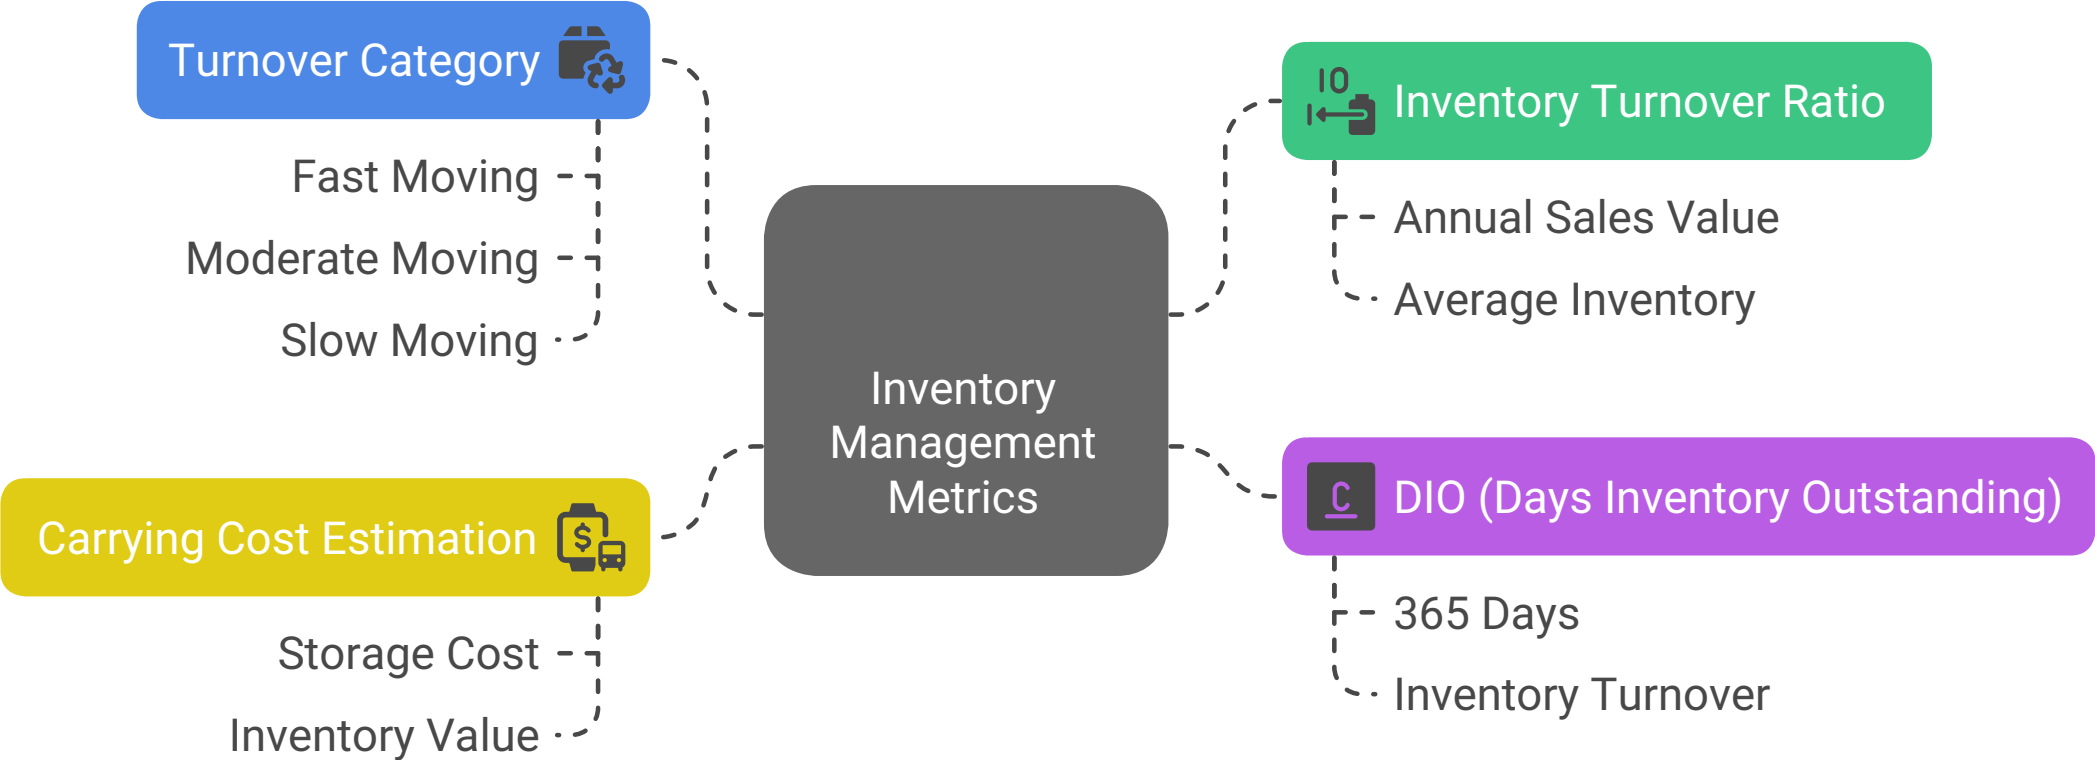 Turnover Category
Fast Moving
Moderate Moving
Slow Moving
Carrying Cost Estimation
$
Storage Cost
Inventory Value
Inventory
Management
Metrics
10
Inventory Turnover Ratio
Annual Sales Value
Average Inventory
C
DIO (Days Inventory Outstanding)
365 Days
Inventory Turnover